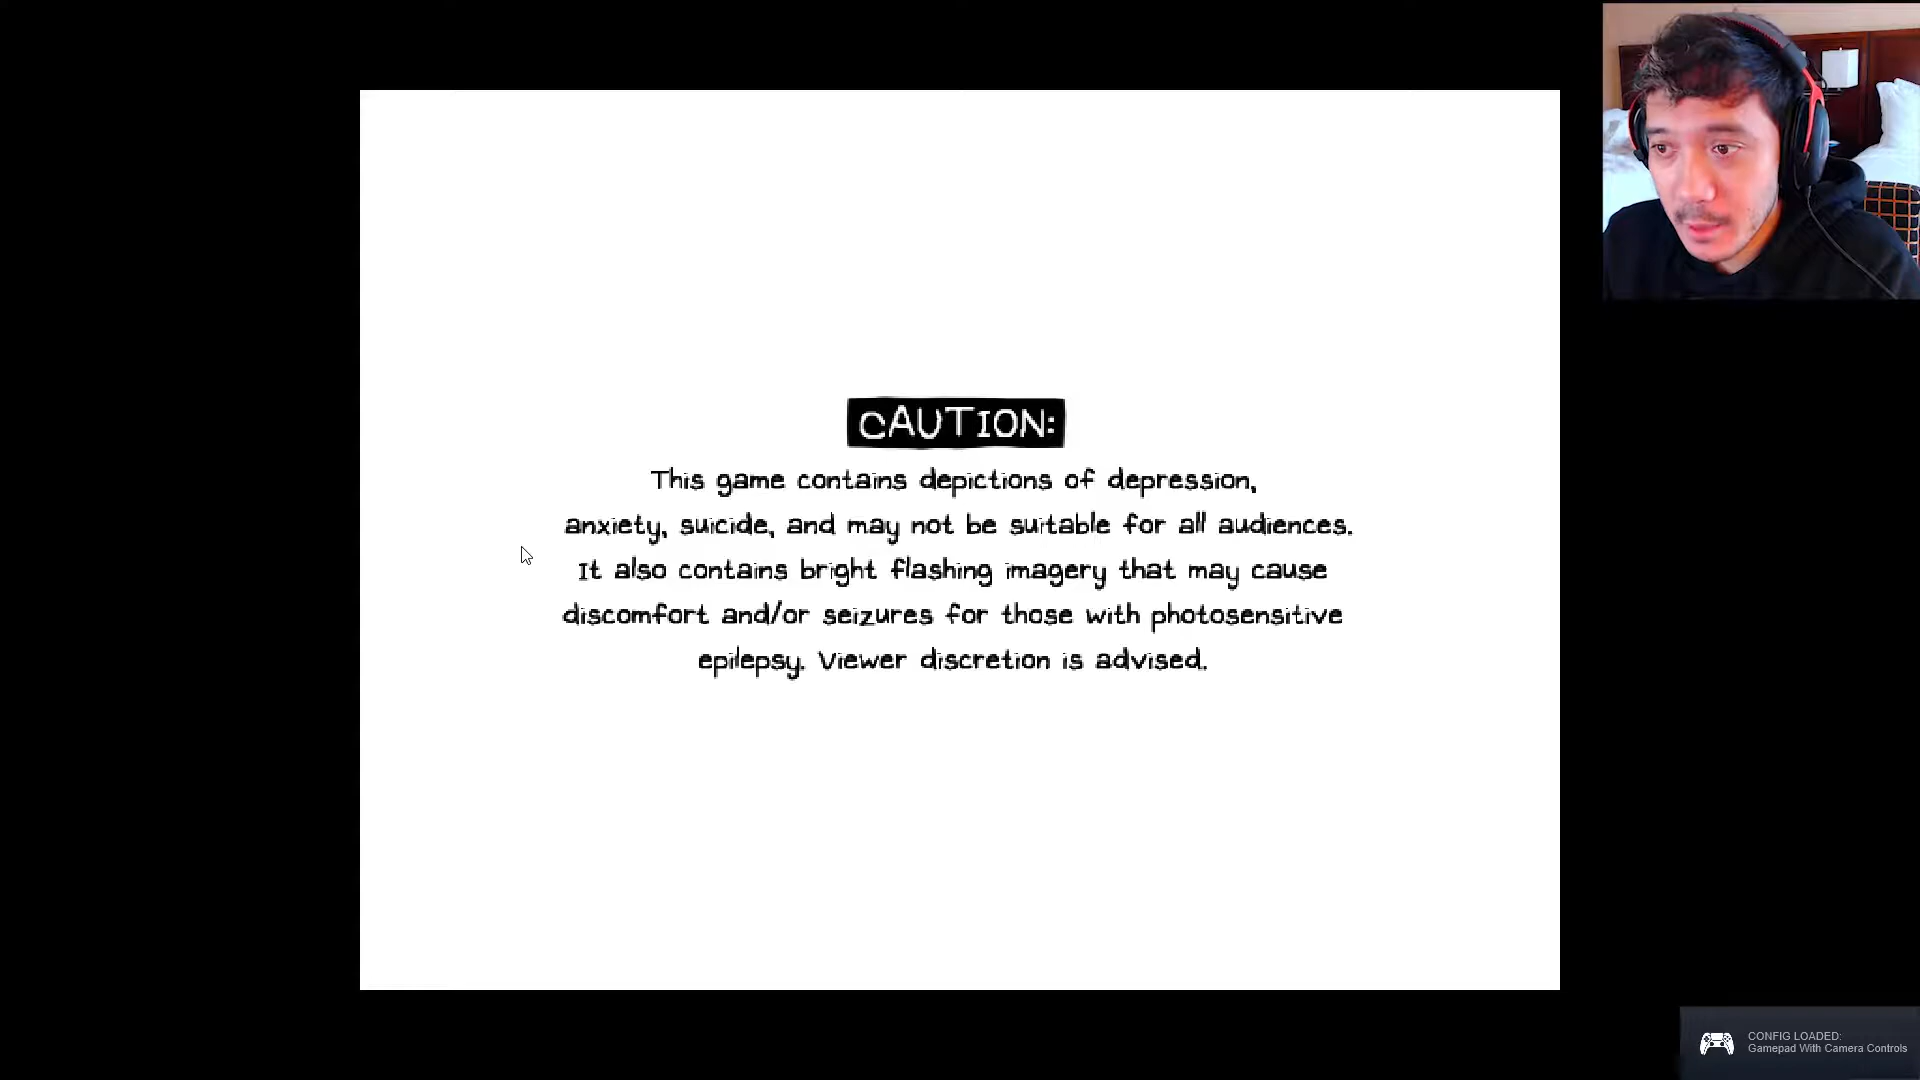 CAUTION:
This game contains depictions of depression,
anxiety, suicide, and may not be suitable for all audiences.
It also contains bright flashing imagery that may cause
discomfort and/or seizures for those with photosensitive
epilepsy. Viewer discretion is advised.
CONFIG LOADED:
Gamepad With Camera Controls